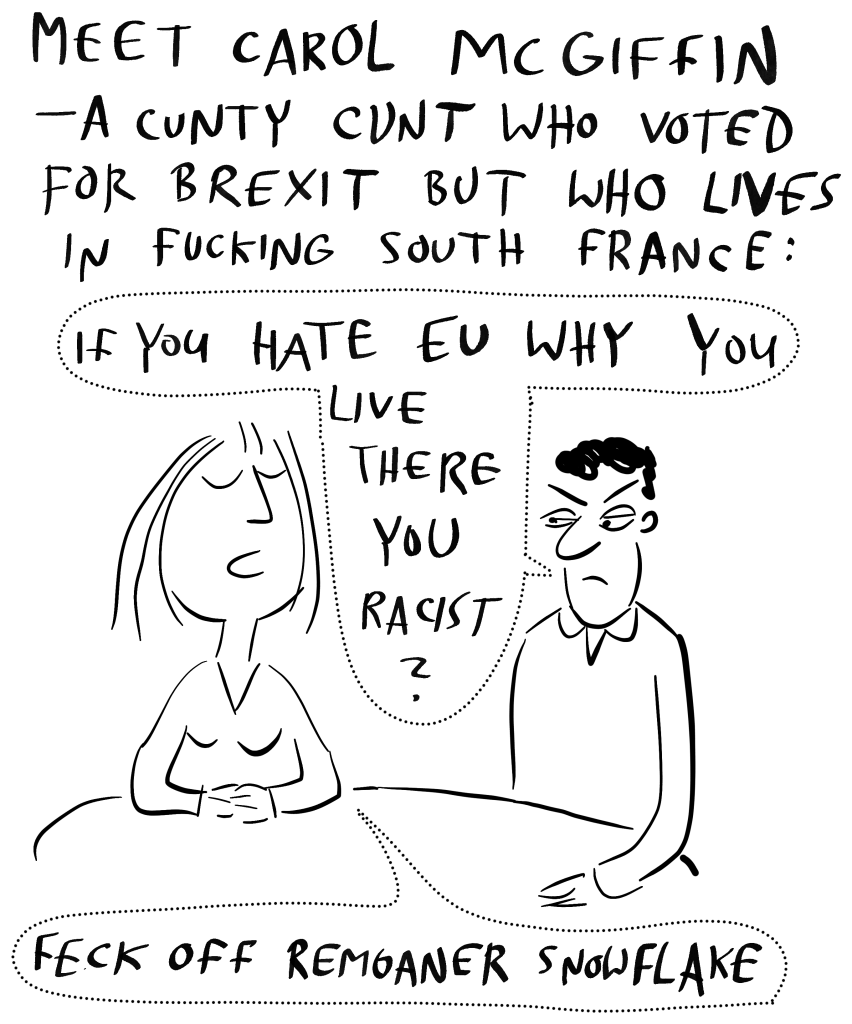 MEET CAROL MCGIFFIN
—A CUNTY CUNT WHO VOTED
FOR BREXIT BUT WHO LIVES
IN FUCKING SOUTH FRANCE:
IF YOU HATE EU WHY YOU
LIVE
THERE
YOU
RACIST
?
FECK OFF REMOANER SNOWFLAKE